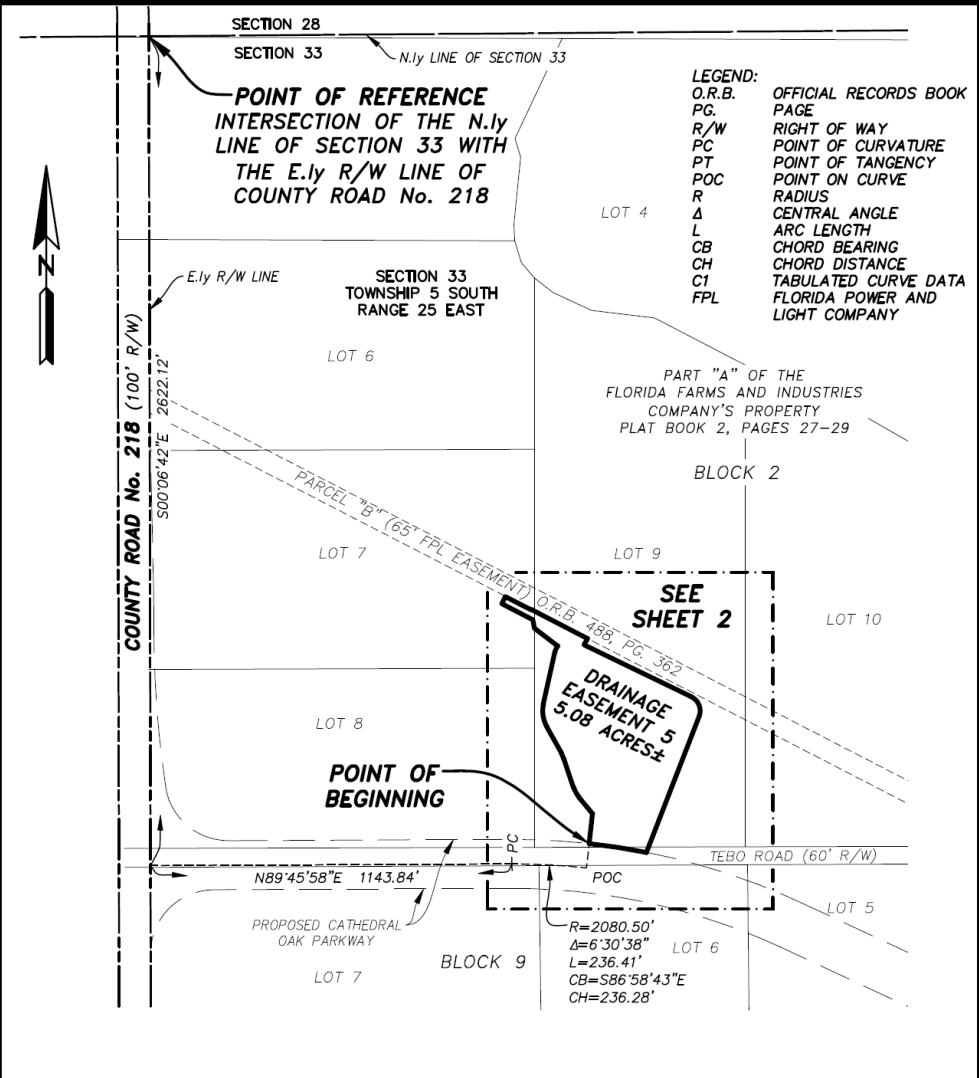 SECTION 28
SECTION 33
N.ly LINE OF SECTION 33
POINT OF REFERENCE
INTERSECTION OF THE N.ly
LINE OF SECTION 33 WITH
THE E.ly R/W LINE OF
COUNTY ROAD No. 218
LEGEND:
O.R.B. OFFICIAL RECORDS BOOK
PG. PAGE
R/W RIGHT OF WAY
PC POINT OF CURVATURE
PT POINT OF TANGENCY
POC POINT ON CURVE
R RADIUS
Δ CENTRAL ANGLE
L ARC LENGTH
CB CHORD BEARING
CH CHORD DISTANCE
C1 TABULATED CURVE DATA
FPL FLORIDA POWER AND
LIGHT COMPANY
LOT 4
N
E.ly R/W LINE
SECTION 33
TOWNSHIP 5 SOUTH
RANGE 25 EAST
LOT 6
COUNTY ROAD No. 218 (100' R/W)
S00°06'42"E 2622.12'
PART "A" OF THE
FLORIDA FARMS AND INDUSTRIES
COMPANY'S PROPERTY
PLAT BOOK 2, PAGES 27-29
BLOCK 2
PARCEL "B" (65' FPL EASEMENT) O.R.B. 488, PG. 362
LOT 7
LOT 9
SEE
SHEET 2
LOT 10
DRAINAGE
EASEMENT 5
5.08 ACRES±
LOT 8
POINT OF
BEGINNING
PC
TEBO ROAD (60' R/W)
N89°45'58"E 1143.84'
POC
PROPOSED CATHEDRAL
OAK PARKWAY
R=2080.50'
Δ=6°30'38"
L=236.41'
CB=S86°58'43"E
CH=236.28'
LOT 5
LOT 6
BLOCK 9
LOT 7